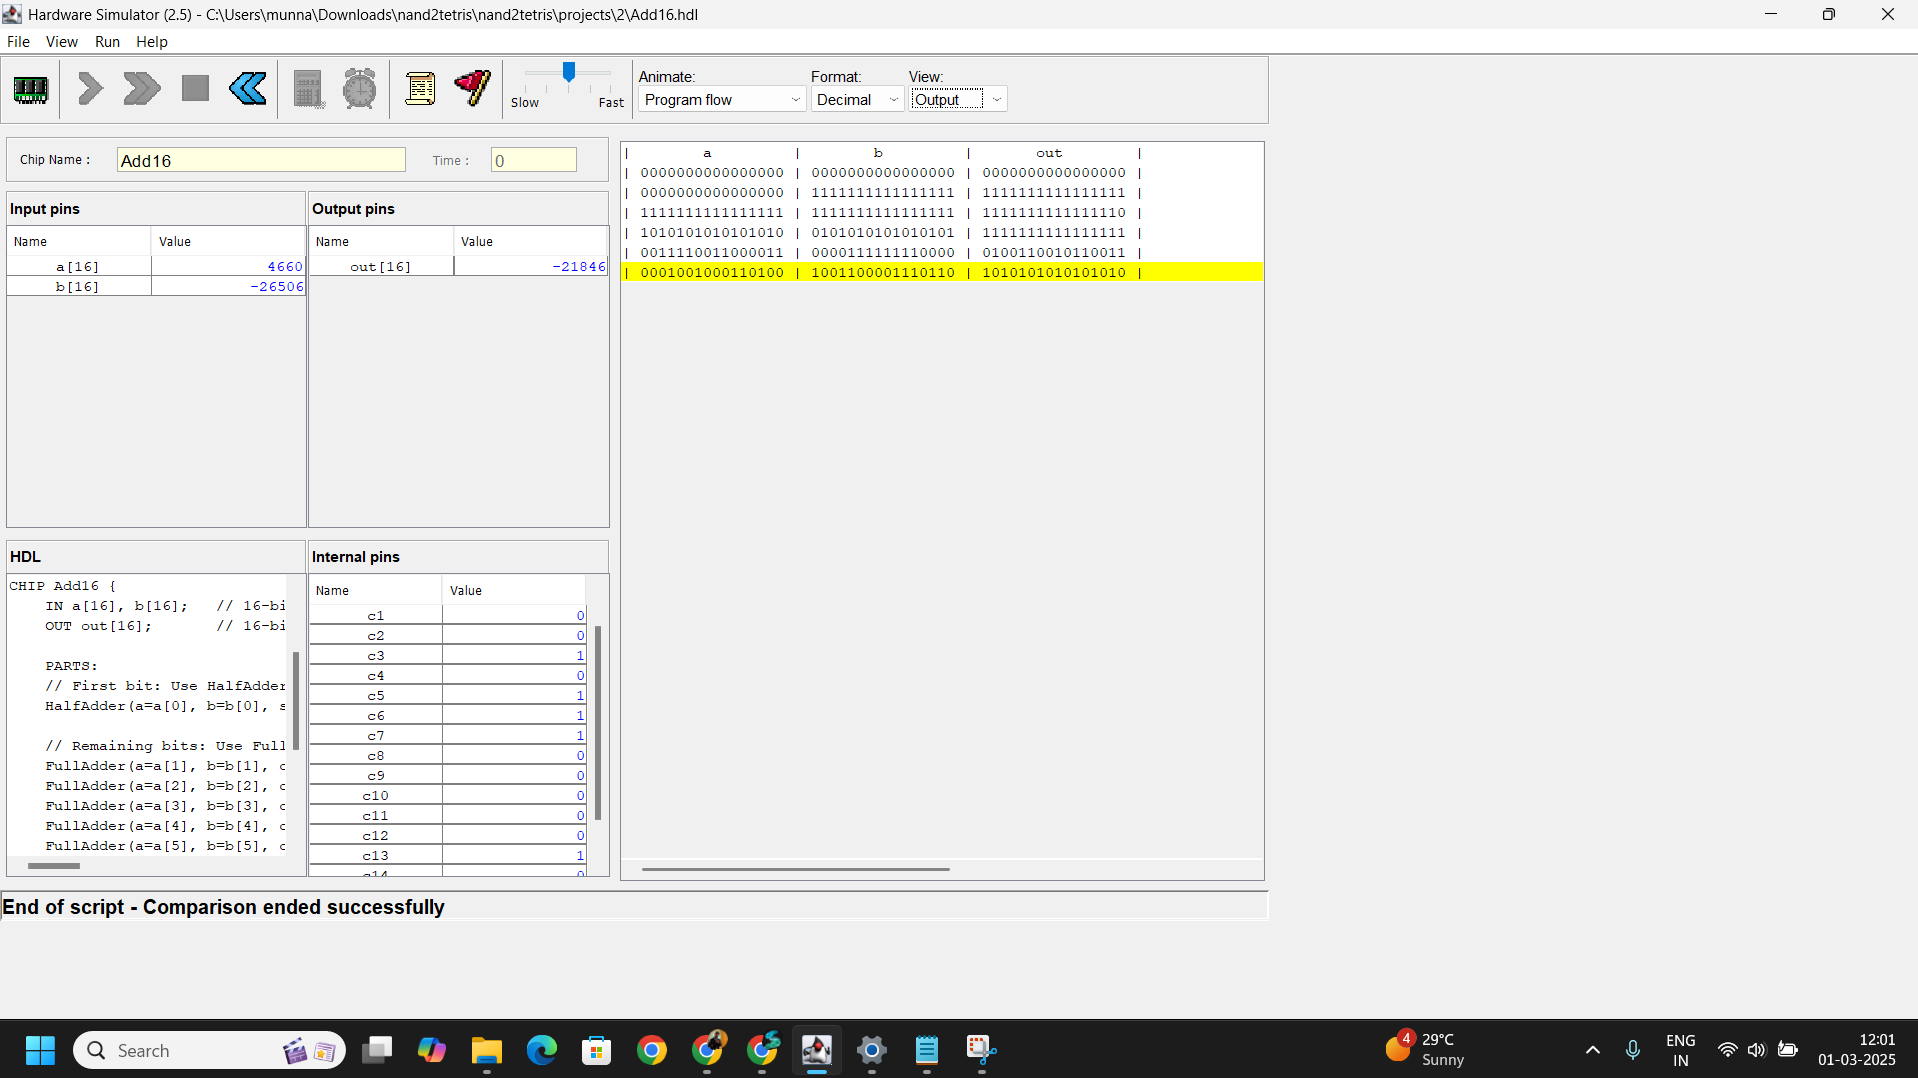 Hardware Simulator (2.5) - C:\Users\munna\Downloads\nand2tetris\nand2tetris\projects\2\Add16.hdl
File View Run Help
Slow Fast
Animate: Format: View:
Program flow Decimal Output
Chip Name : Add16 Time : 0
Input pins
Name Value
a[16] 4660
b[16] -26506
Output pins
Name Value
out[16] -21846
| a | b | out |
| 0000000000000000 | 0000000000000000 | 0000000000000000 |
| 0000000000000000 | 1111111111111111 | 1111111111111111 |
| 1111111111111111 | 1111111111111111 | 1111111111111110 |
| 1010101010101010 | 0101010101010101 | 1111111111111111 |
| 0011110011000011 | 0000111111110000 | 0100110010110011 |
| 0001001000110100 | 1001100001110110 | 1010101010101010 |
HDL
CHIP Add16 {
IN a[16], b[16]; // 16-bi
OUT out[16]; // 16-bi
PARTS:
// First bit: Use HalfAdder
HalfAdder(a=a[0], b=b[0], s
// Remaining bits: Use Full
FullAdder(a=a[1], b=b[1], c
FullAdder(a=a[2], b=b[2], c
FullAdder(a=a[3], b=b[3], c
FullAdder(a=a[4], b=b[4], c
FullAdder(a=a[5], b=b[5], c
Internal pins
Name Value
c1 0
c2 0
c3 1
c4 0
c5 1
c6 1
c7 1
c8 0
c9 0
c10 0
c11 0
c12 0
c13 1
c14 0
End of script - Comparison ended successfully
Search
4
29°C
Sunny
ENG
IN
12:01
01-03-2025